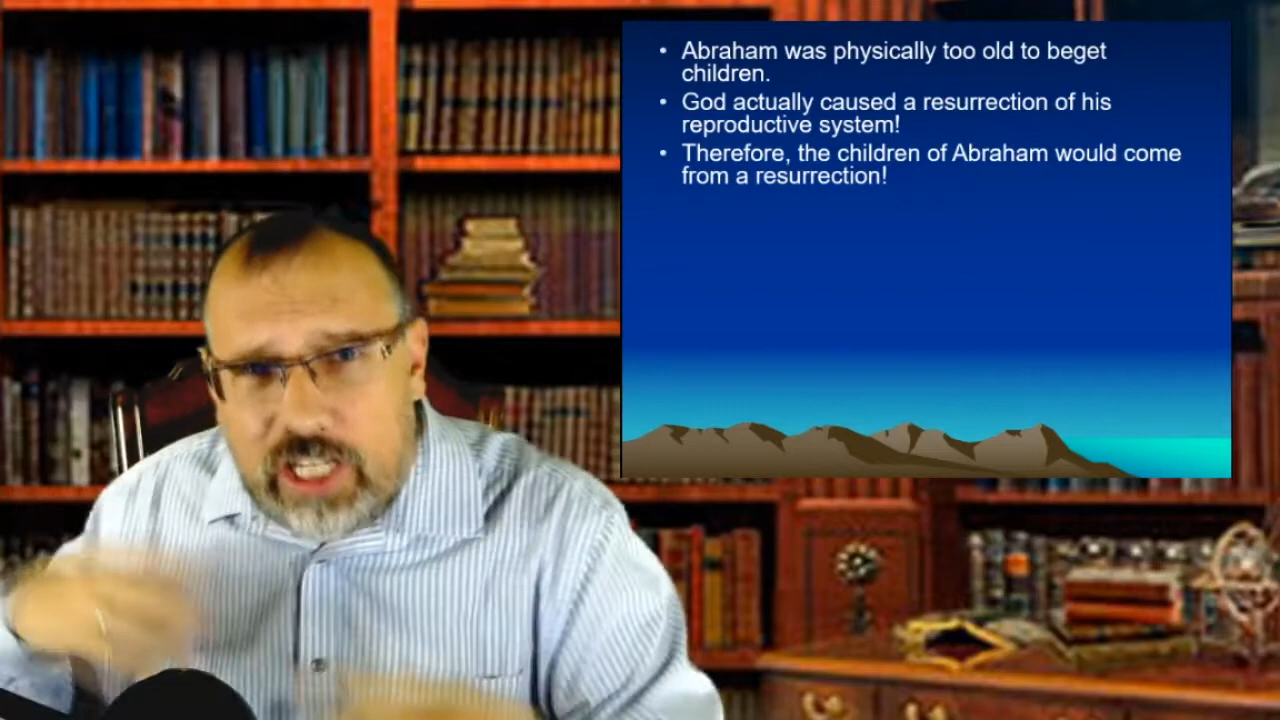 • Abraham was physically too old to beget
children.
• God actually caused a resurrection of his
reproductive system!
• Therefore, the children of Abraham would come
from a resurrection!